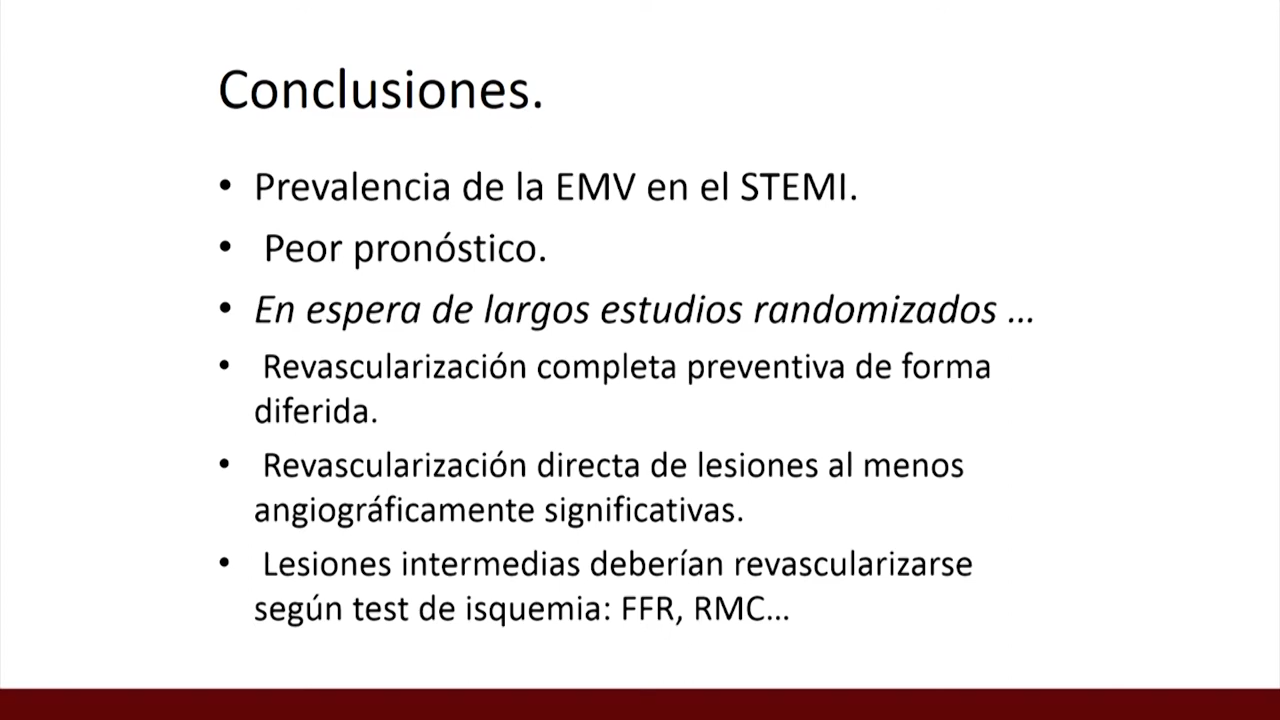 Conclusiones.
• Prevalencia de la EMV en el STEMI.
• Peor pronóstico.
• En espera de largos estudios randomizados ...
• Revascularización completa preventiva de forma
diferida.
• Revascularización directa de lesiones al menos
angiográficamente significativas.
• Lesiones intermedias deberían revascularizarse
según test de isquemia: FFR, RMC...